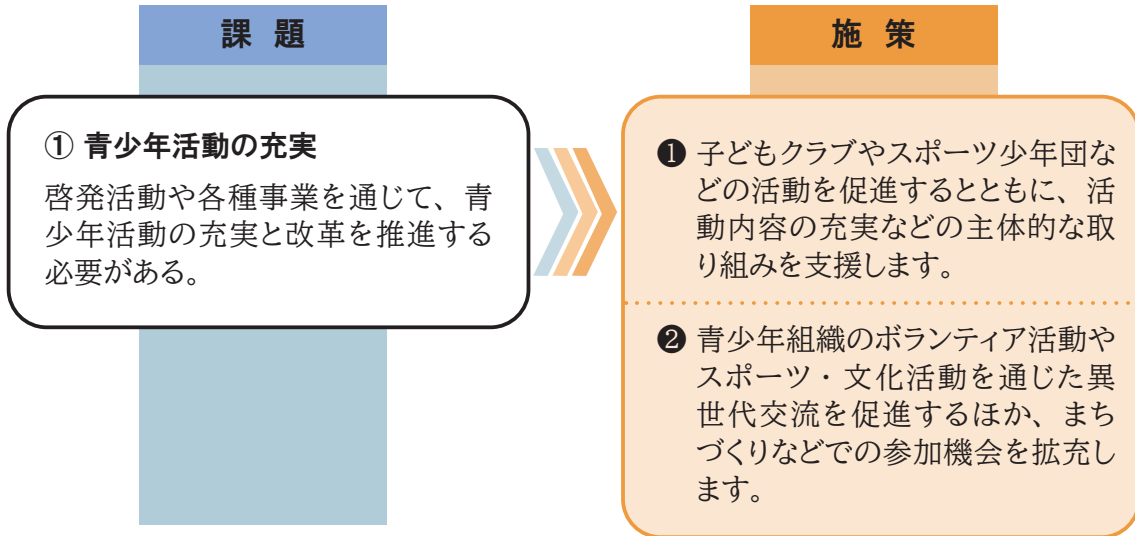 課 題
① 青少年活動の充実
啓発活動や各種事業を通じて、青
少年活動の充実と改革を推進する
必要がある。
施 策
❶ 子どもクラブやスポーツ少年団な
どの活動を促進するとともに、活
動内容の充実などの主体的な取
り組みを支援します。
❷ 青少年組織のボランティア活動や
スポーツ・文化活動を通じた異
世代交流を促進するほか、まち
づくりなどでの参加機会を拡充し
ます。